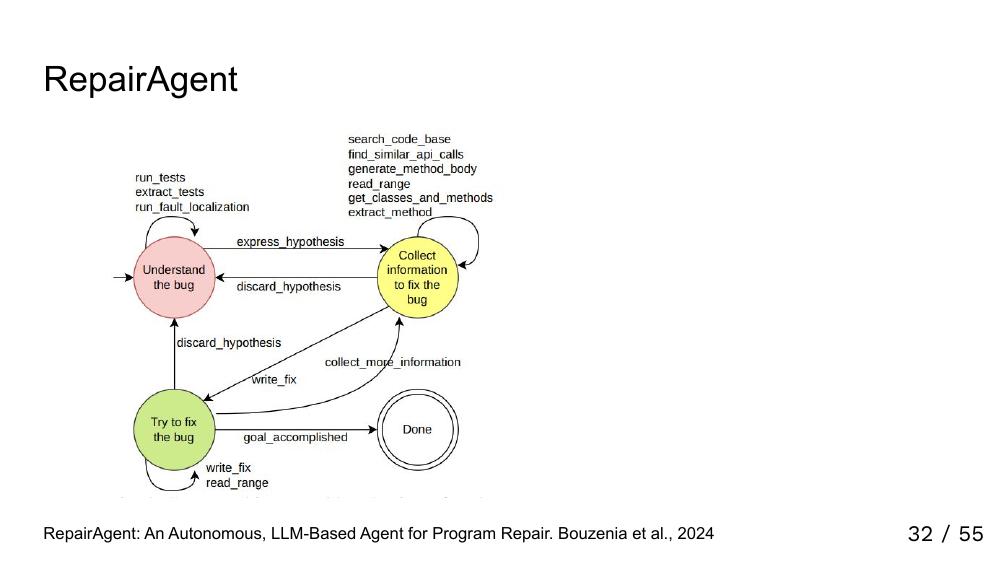 RepairAgent
search_code_base
find_similar_api_calls
generate_method_body
read_range
get_classes_and_methods
extract_method
run_tests
extract_tests
run_fault_localization
express_hypothesis
Understand
the bug
Collect
information
to fix the
bug
discard_hypothesis
discard_hypothesis
collect_more_information
write_fix
Try to fix
the bug
Done
goal_accomplished
write_fix
read_range
RepairAgent: An Autonomous, LLM-Based Agent for Program Repair. Bouzenia et al., 2024
32 / 55